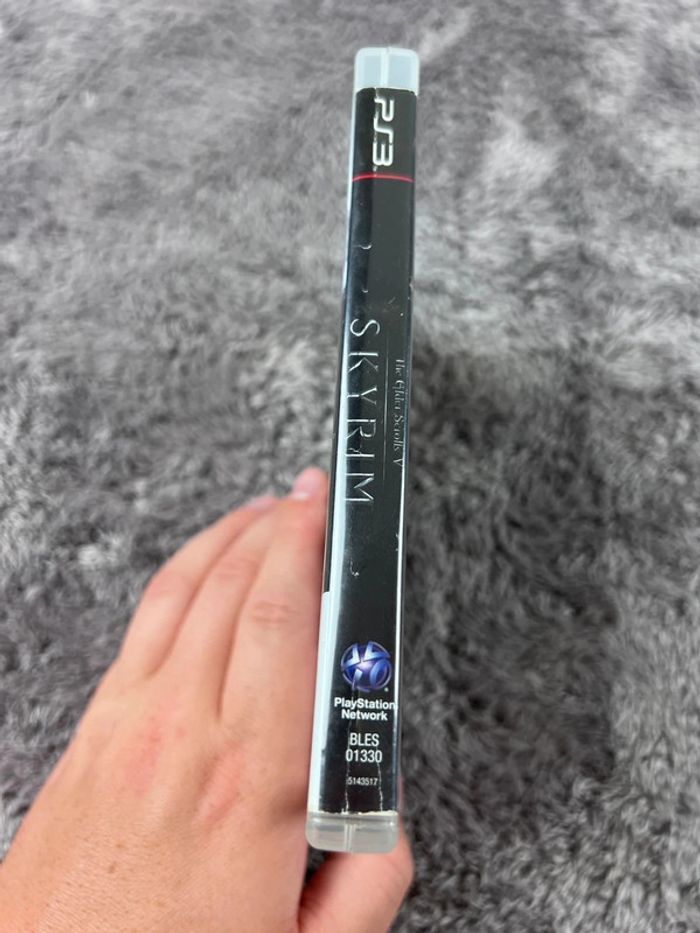 PS3
The Elder Scrolls V
SKYRIM
PlayStation
Network
BLES
01330
5143517